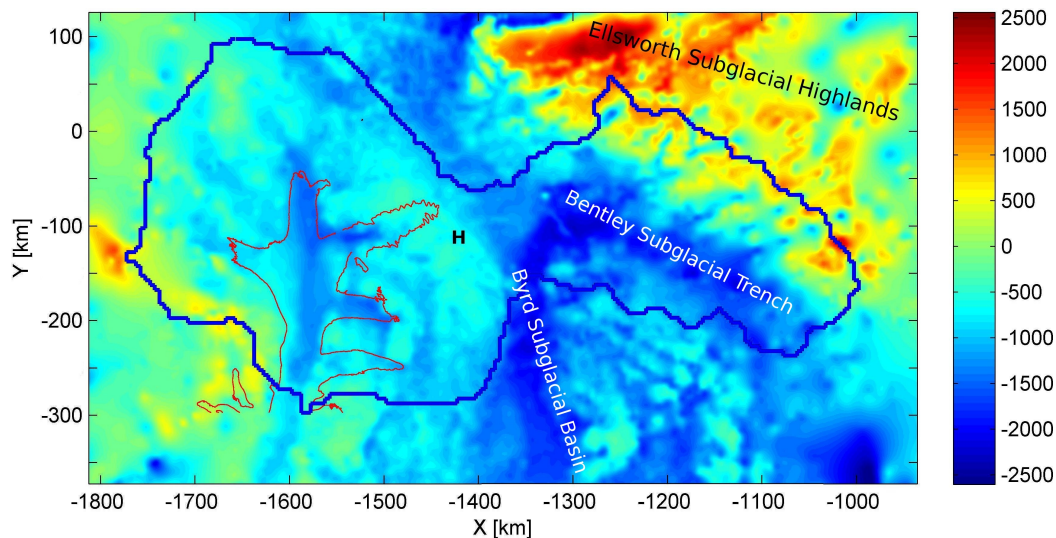 Ellsworth Subglacial Highlands
Bentley Subglacial Trench
Byrd Subglacial Basin
H
100
0
-100
-200
-300
Y [km]
-1800 -1700 -1600 -1500 -1400 -1300 -1200 -1100 -1000
X [km]
2500
2000
1500
1000
500
0
-500
-1000
-1500
-2000
-2500